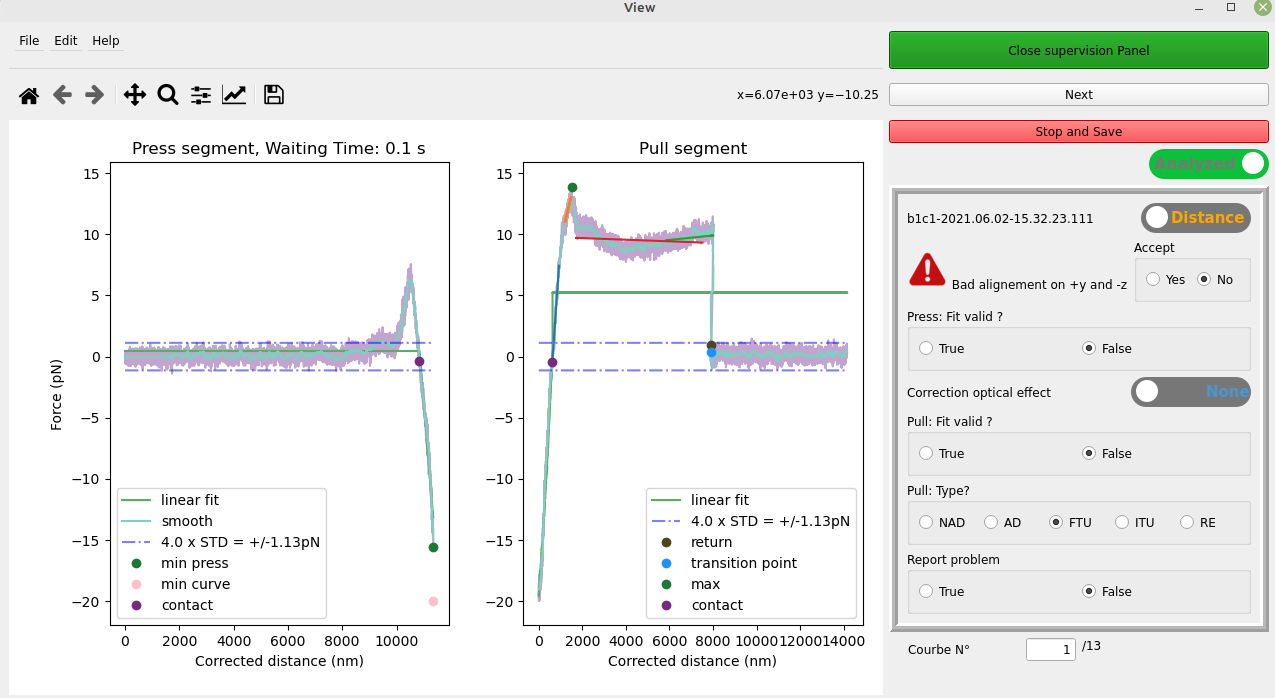 View
File Edit Help
x=6.07e+03 y=−10.25
Close supervision Panel
Next
Stop and Save
Analyzed
Press segment, Waiting Time: 0.1 s
15
10
5
0
−5
−10
−15
−20
Force (pN)
linear fit
smooth
4.0 x STD = +/-1.13pN
min press
min curve
contact
0 2000 4000 6000 8000 10000
Corrected distance (nm)
Pull segment
15
10
5
0
−5
−10
−15
−20
linear fit
4.0 x STD = +/-1.13pN
return
transition point
max
contact
0 2000 4000 6000 8000 10000 12000 14000
Corrected distance (nm)
b1c1-2021.06.02-15.32.23.111
Distance
Bad alignement on +y and -z
Accept
Yes No
Press: Fit valid ?
True False
Correction optical effect
None
Pull: Fit valid ?
True False
Pull: Type?
NAD AD FTU ITU RE
Report problem
True False
Courbe N° 1 /13